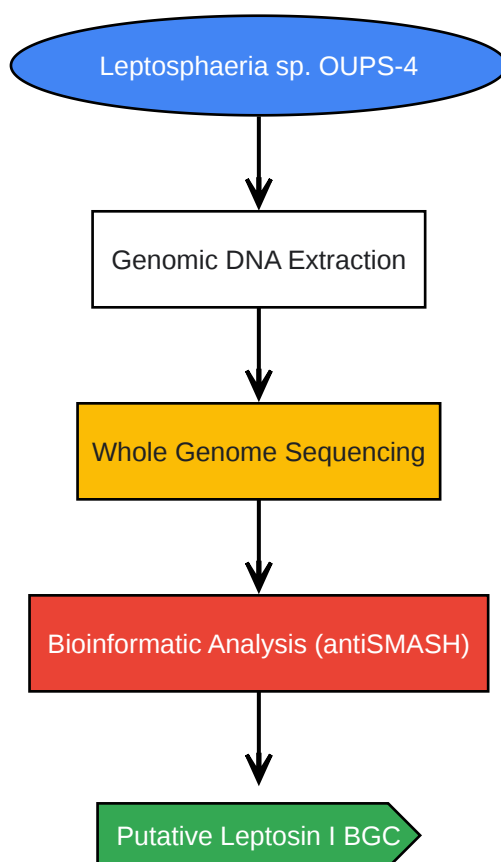 Leptosphaeria sp. OUPS-4
Genomic DNA Extraction
Whole Genome Sequencing
Bioinformatic Analysis (antiSMASH)
Putative Leptosin I BGC